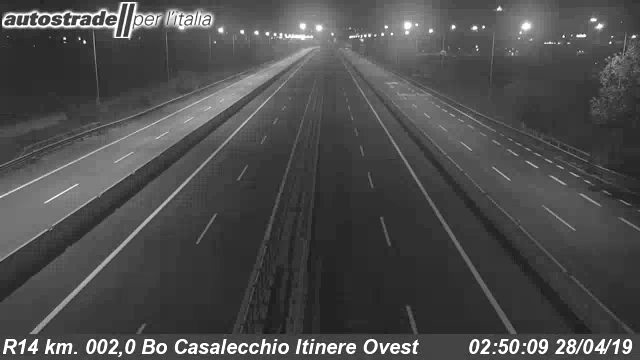 autostrade per l'italia
R14 km. 002,0 Bo Casalecchio Itinere Ovest 02:50:09 28/04/19